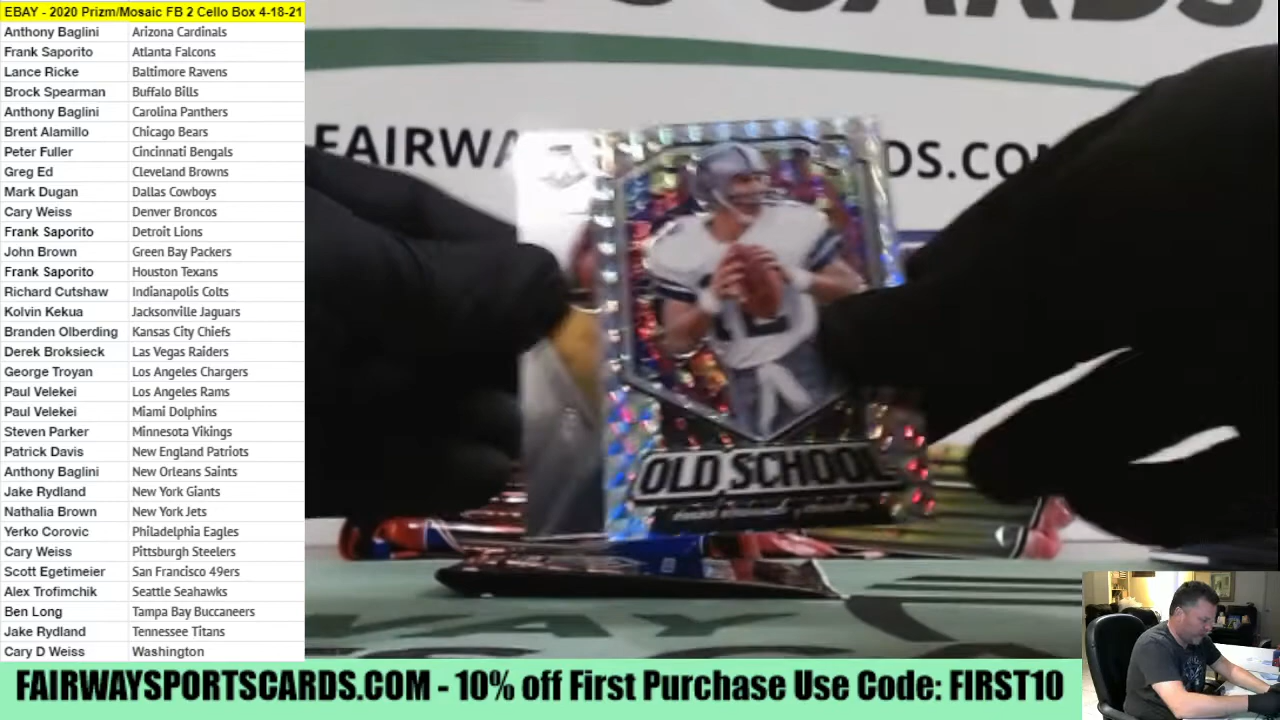 EBAY - 2020 Prizm/Mosaic FB 2 Cello Box 4-18-21
Anthony Baglini Arizona Cardinals
Frank Saporito Atlanta Falcons
Lance Ricke Baltimore Ravens
Brock Spearman Buffalo Bills
Anthony Baglini Carolina Panthers
Brent Alamillo Chicago Bears
Peter Fuller Cincinnati Bengals
Greg Ed Cleveland Browns
Mark Dugan Dallas Cowboys
Cary Weiss Denver Broncos
Frank Saporito Detroit Lions
John Brown Green Bay Packers
Frank Saporito Houston Texans
Richard Cutshaw Indianapolis Colts
Kolvin Kekua Jacksonville Jaguars
Branden Olberding Kansas City Chiefs
Derek Broksieck Las Vegas Raiders
George Troyan Los Angeles Chargers
Paul Velekei Los Angeles Rams
Paul Velekei Miami Dolphins
Steven Parker Minnesota Vikings
Patrick Davis New England Patriots
Anthony Baglini New Orleans Saints
Jake Rydland New York Giants
Nathalia Brown New York Jets
Yerko Corovic Philadelphia Eagles
Cary Weiss Pittsburgh Steelers
Scott Egetimeier San Francisco 49ers
Alex Trofimchik Seattle Seahawks
Ben Long Tampa Bay Buccaneers
Jake Rydland Tennessee Titans
Cary D Weiss Washington
CARDS
FAIRWA DS.CO
OLD SCHOOL
FAIRWAYSPORTSCARDS.COM - 10% off First Purchase Use Code: FIRST10